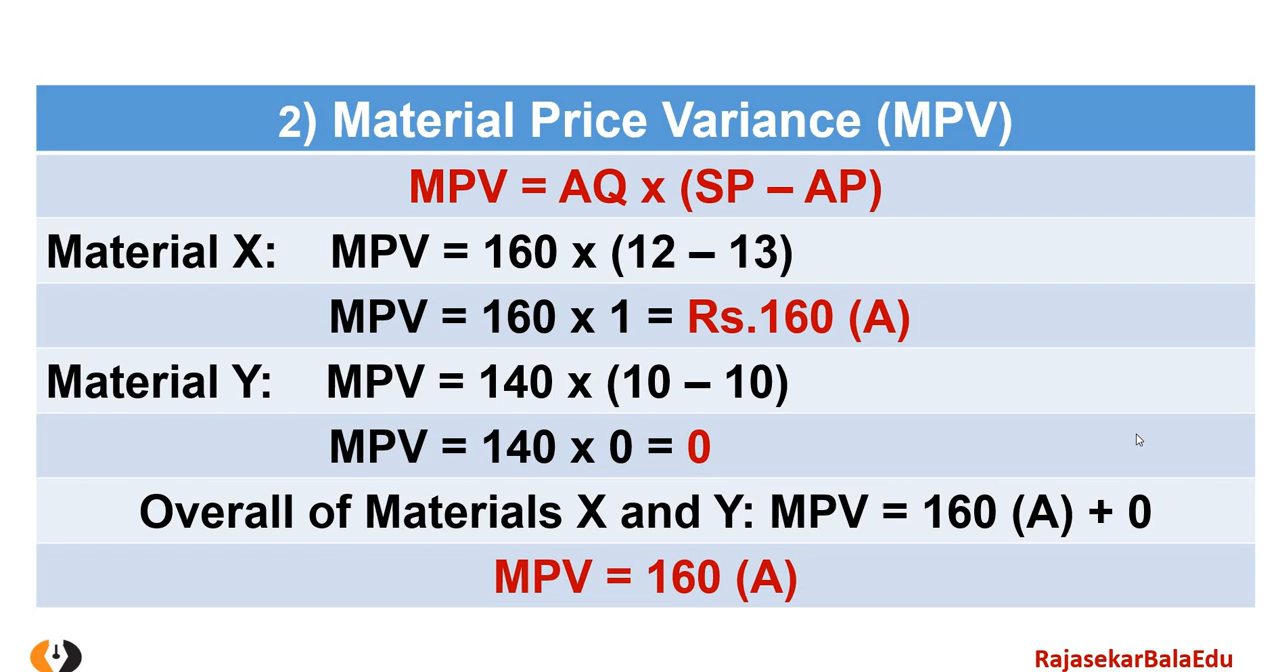 2) Material Price Variance (MPV)
MPV = AQ x (SP – AP)
Material X: MPV = 160 x (12 – 13)
MPV = 160 x 1 = Rs.160 (A)
Material Y: MPV = 140 x (10 – 10)
MPV = 140 x 0 = 0
Overall of Materials X and Y: MPV = 160 (A) + 0
MPV = 160 (A)
RajasekarBalaEdu